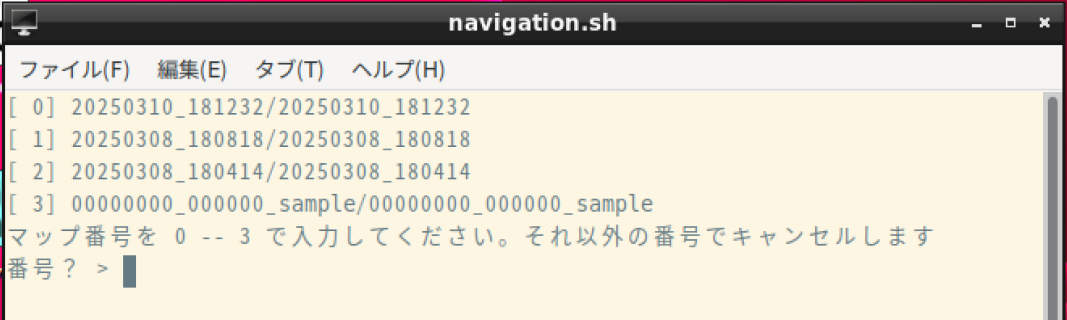 navigation.sh
ファイル(F) 編集(E) タブ(T) ヘルプ(H)
[ 0] 20250310_181232/20250310_181232
[ 1] 20250308_180818/20250308_180818
[ 2] 20250308_180414/20250308_180414
[ 3] 00000000_000000_sample/00000000_000000_sample
マップ番号を 0 -- 3 で入力してください。それ以外の番号でキャンセルします
番号? >